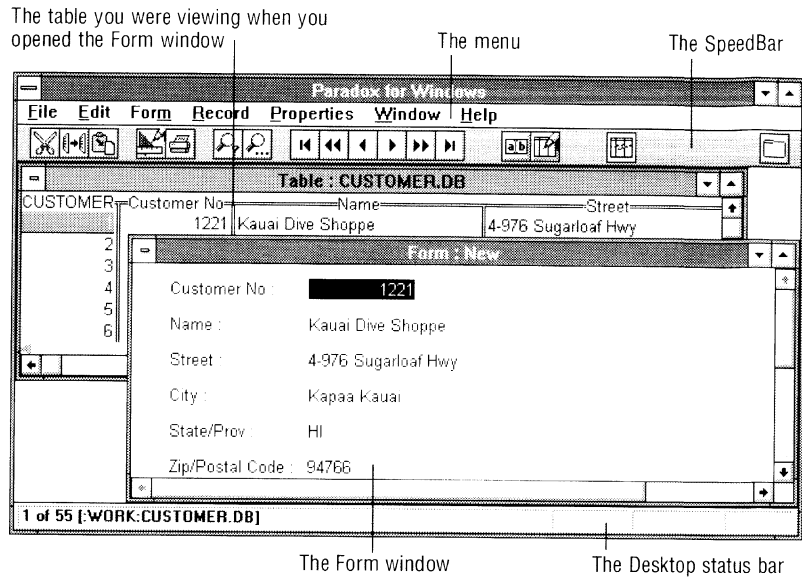 The table you were viewing when you
opened the Form window
The menu
The SpeedBar
Paradox for Windows
File Edit Form Record Properties Window Help
Table : CUSTOMER.DB
CUSTOMER Customer No Name Street
1221 Kauai Dive Shoppe 4-976 Sugarloaf Hwy
2
3
4
5
6
Form : New
Customer No : 1221
Name : Kauai Dive Shoppe
Street : 4-976 Sugarloaf Hwy
City : Kapaa Kauai
State/Prov : HI
Zip/Postal Code : 94766
1 of 55 [:WORK:CUSTOMER.DB]
The Form window
The Desktop status bar